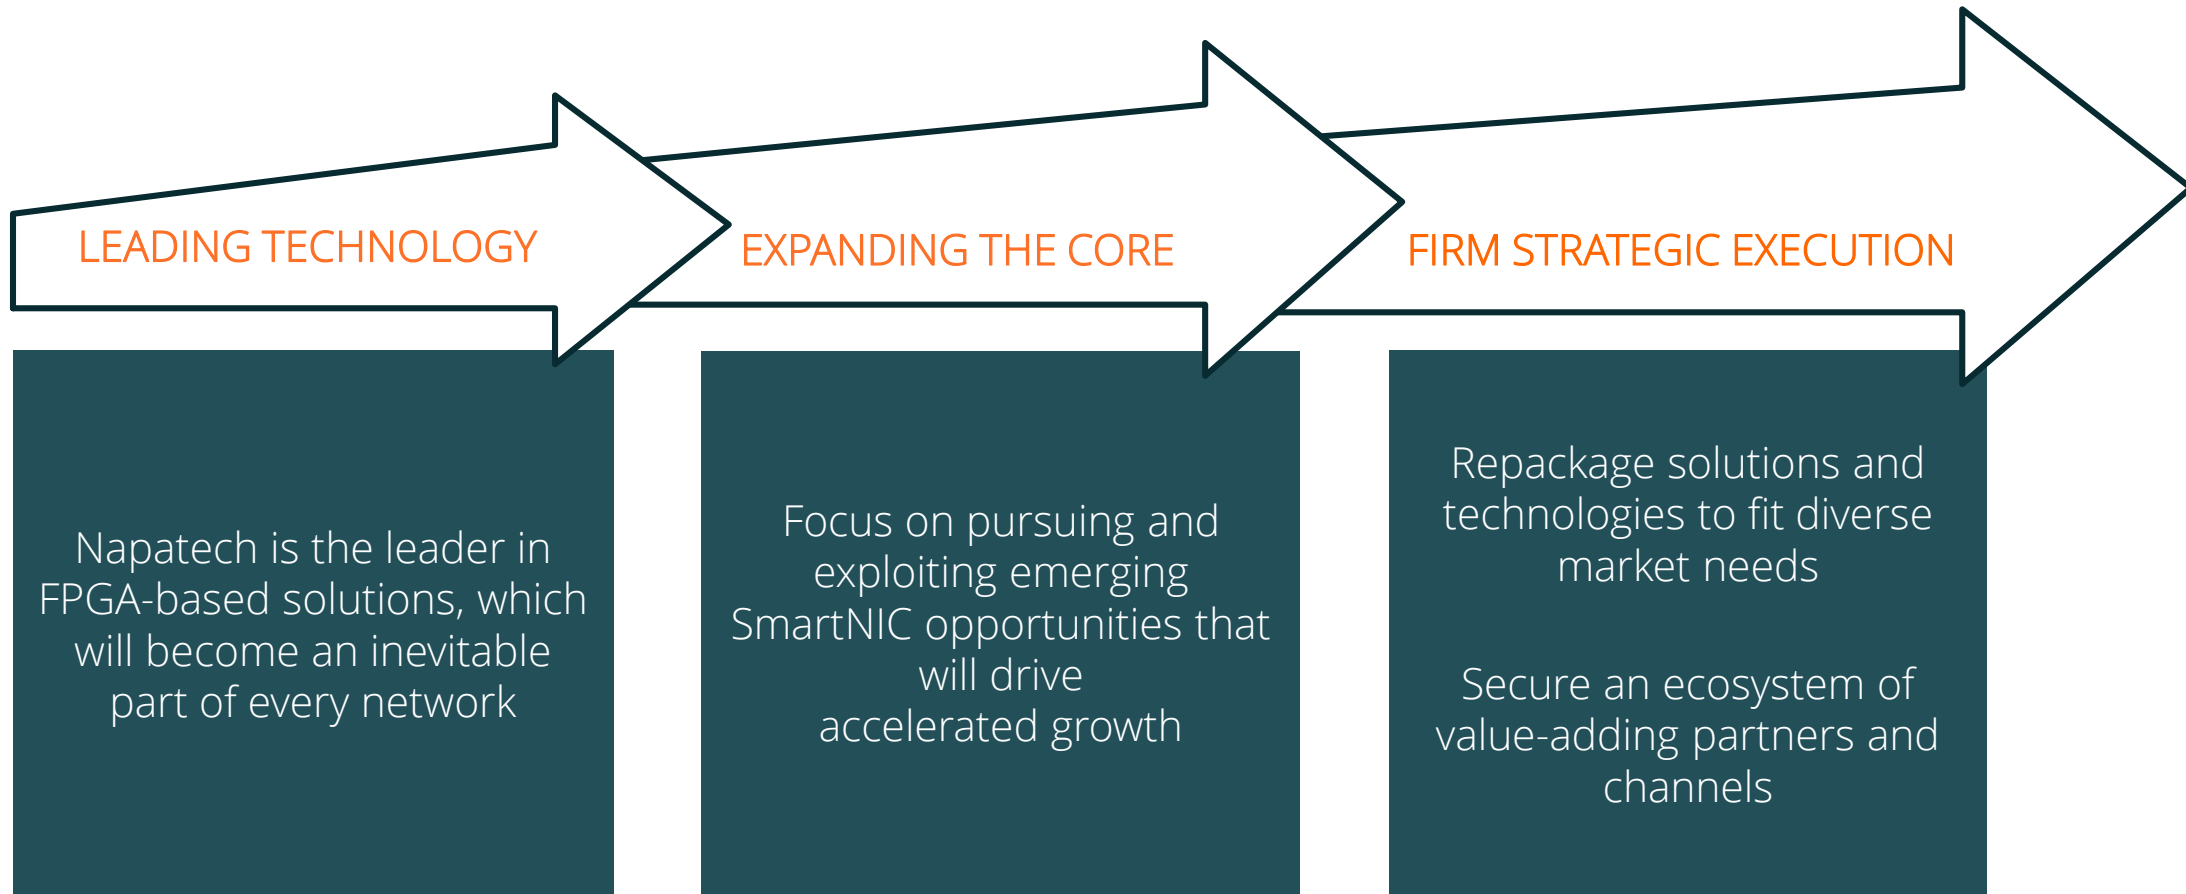 LEADING TECHNOLOGY
EXPANDING THE CORE
FIRM STRATEGIC EXECUTION
Napatech is the leader in
FPGA-based solutions, which
will become an inevitable
part of every network
Focus on pursuing and
exploiting emerging
SmartNIC opportunities that
will drive
accelerated growth
Repackage solutions and
technologies to fit diverse
market needs
Secure an ecosystem of
value-adding partners and
channels